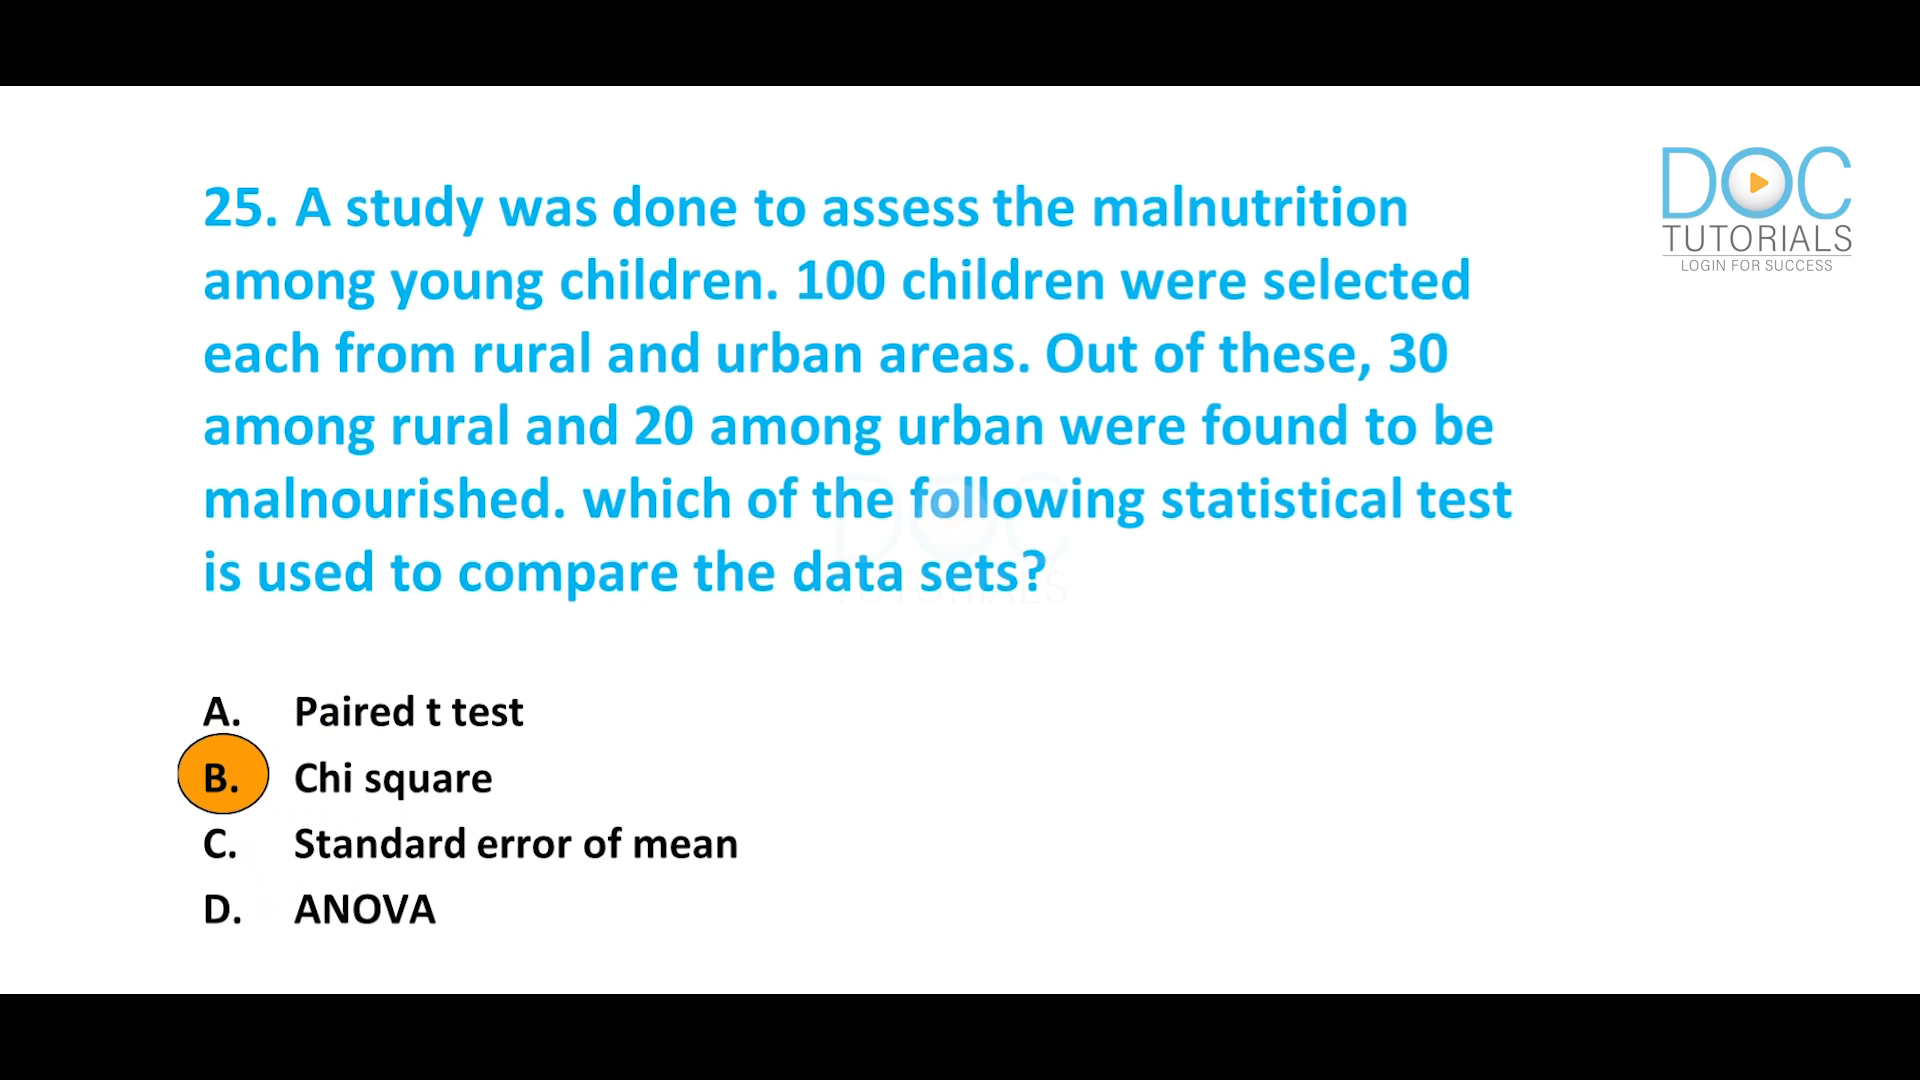 DOC
TUTORIALS
LOGIN FOR SUCCESS
25. A study was done to assess the malnutrition
among young children. 100 children were selected
each from rural and urban areas. Out of these, 30
among rural and 20 among urban were found to be
malnourished. which of the following statistical test
is used to compare the data sets?
DOC
TUTORIALS
A. Paired t test
B. Chi square
C. Standard error of mean
D. ANOVA